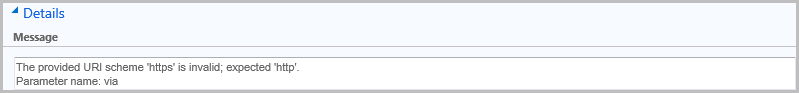 Details
Message
The provided URI scheme 'https' is invalid; expected 'http'.
Parameter name: via